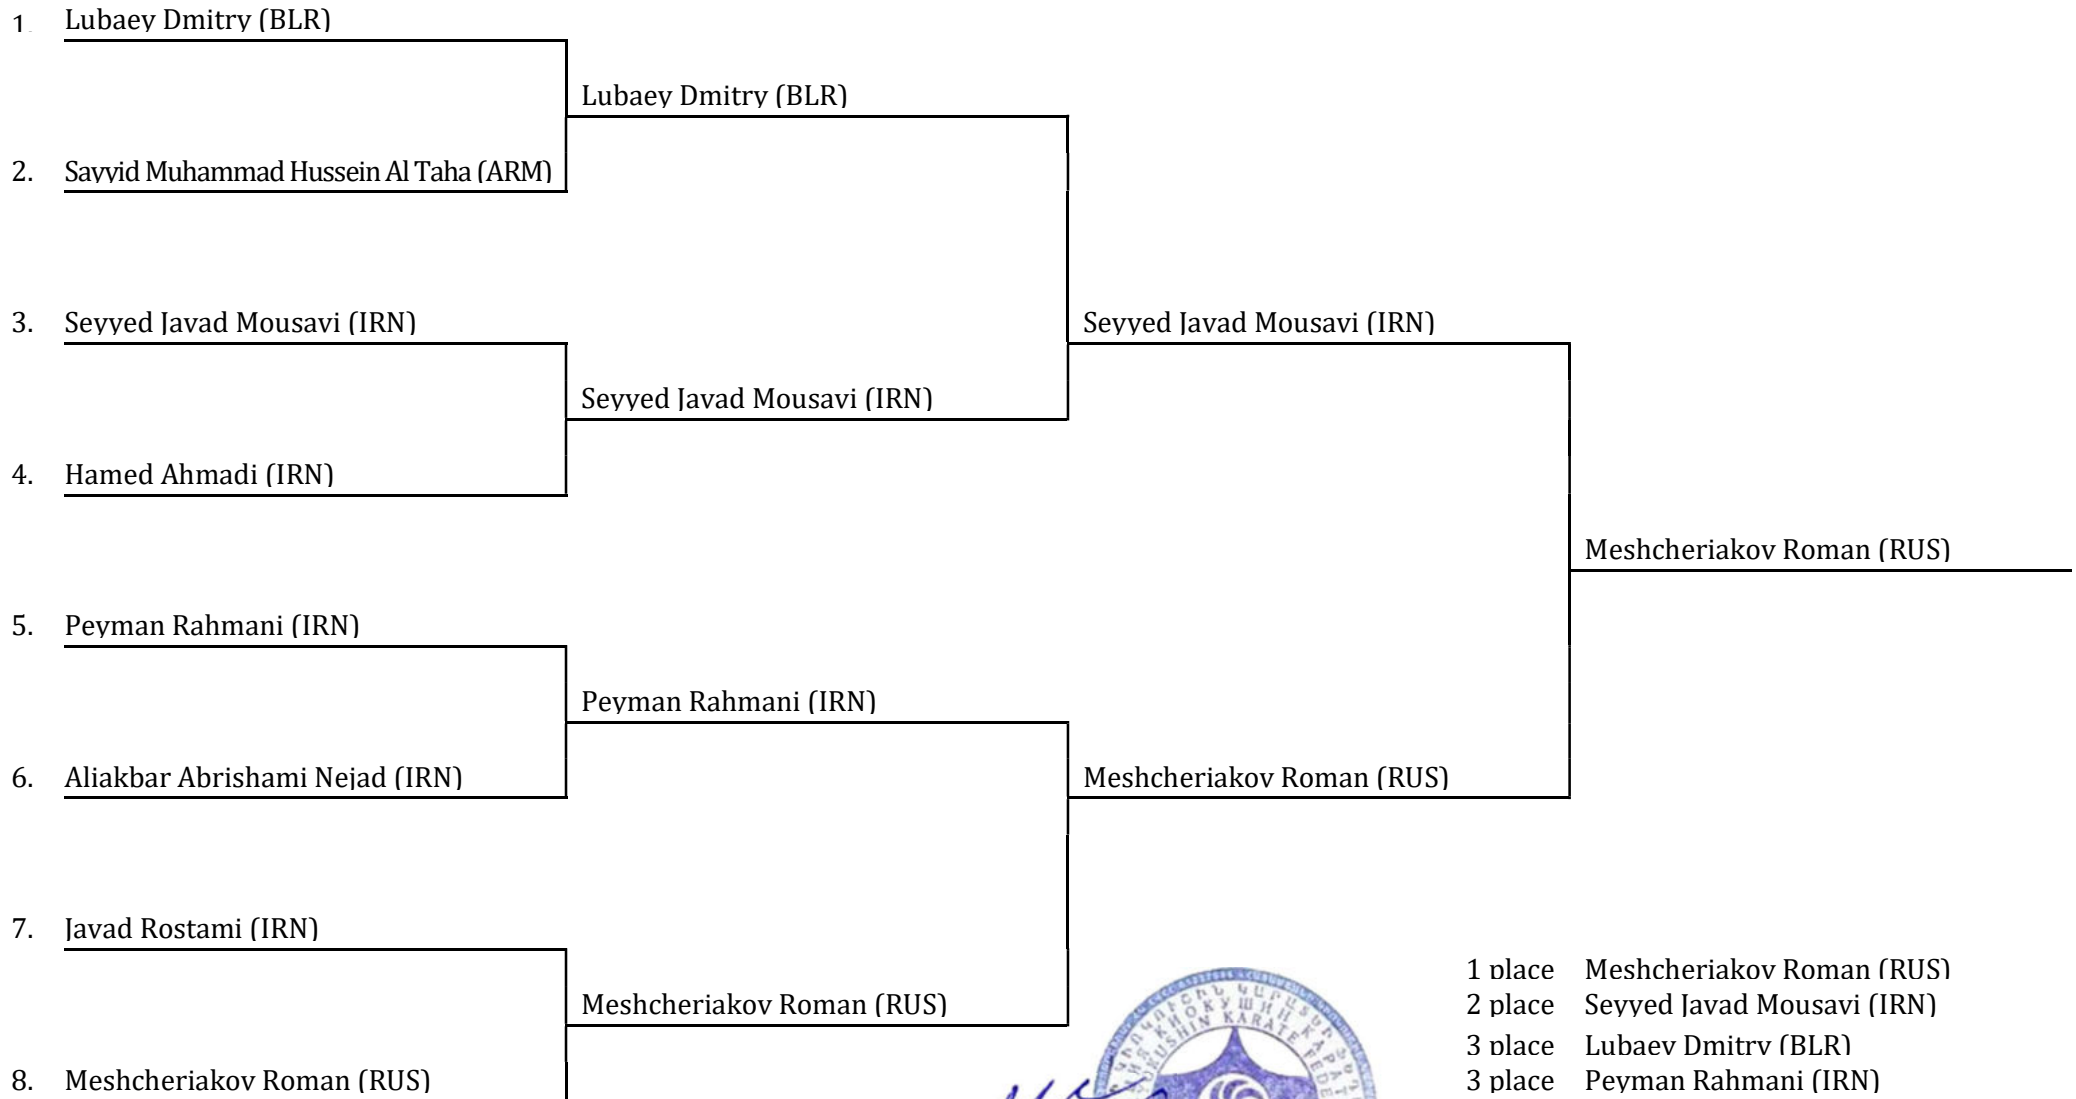 1. Lubaev Dmitry (BLR)
Lubaev Dmitry (BLR)
2. Sayyid Muhammad Hussein Al Taha (ARM)
3. Seyyed Javad Mousavi (IRN)
Seyyed Javad Mousavi (IRN)
Seyyed Javad Mousavi (IRN)
4. Hamed Ahmadi (IRN)
Meshcheriakov Roman (RUS)
5. Peyman Rahmani (IRN)
Peyman Rahmani (IRN)
6. Aliakbar Abrishami Nejad (IRN)
Meshcheriakov Roman (RUS)
7. Javad Rostami (IRN)
Meshcheriakov Roman (RUS)
8. Meshcheriakov Roman (RUS)
1 place Meshcheriakov Roman (RUS)
2 place Seyyed Javad Mousavi (IRN)
3 place Lubaev Dmitry (BLR)
3 place Peyman Rahmani (IRN)
KARATE